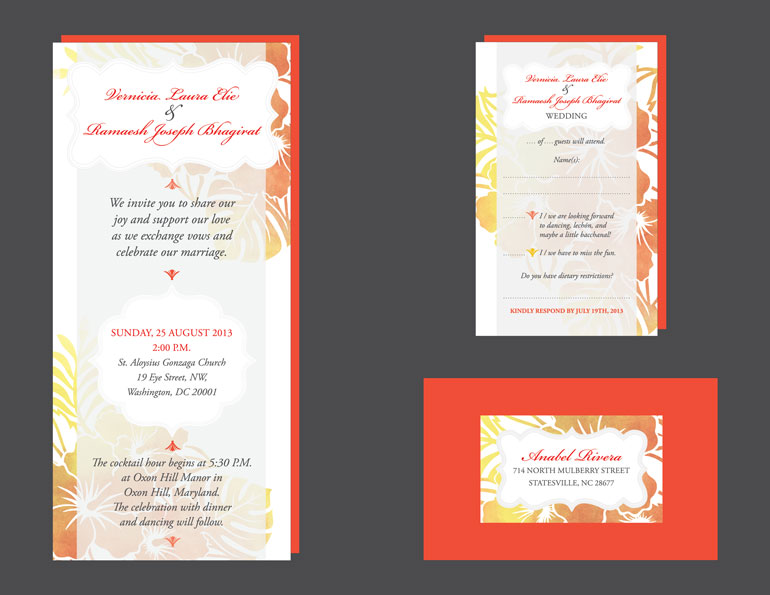 Vernicia. Laura Elie
&
Ramaesh Joseph Bhagirat
We invite you to share our
joy and support our love
as we exchange vows and
celebrate our marriage.
SUNDAY, 25 AUGUST 2013
2:00 P.M.
St. Aloysius Gonzaga Church
19 Eye Street, NW,
Washington, DC 20001
The cocktail hour begins at 5:30 P.M.
at Oxon Hill Manor in
Oxon Hill, Maryland.
The celebration with dinner
and dancing will follow.
Vernicia. Laura Elie
&
Ramaesh Joseph Bhagirat
WEDDING
.... of .... guests will attend.
Name(s):
I / we are looking forward
to dancing, lechón, and
maybe a little bacchanal!
I / we have to miss the fun.
Do you have dietary restrictions?
KINDLY RESPOND BY JULY 19TH, 2013
Anabel Rivera
714 NORTH MULBERRY STREET
STATESVILLE, NC 28677